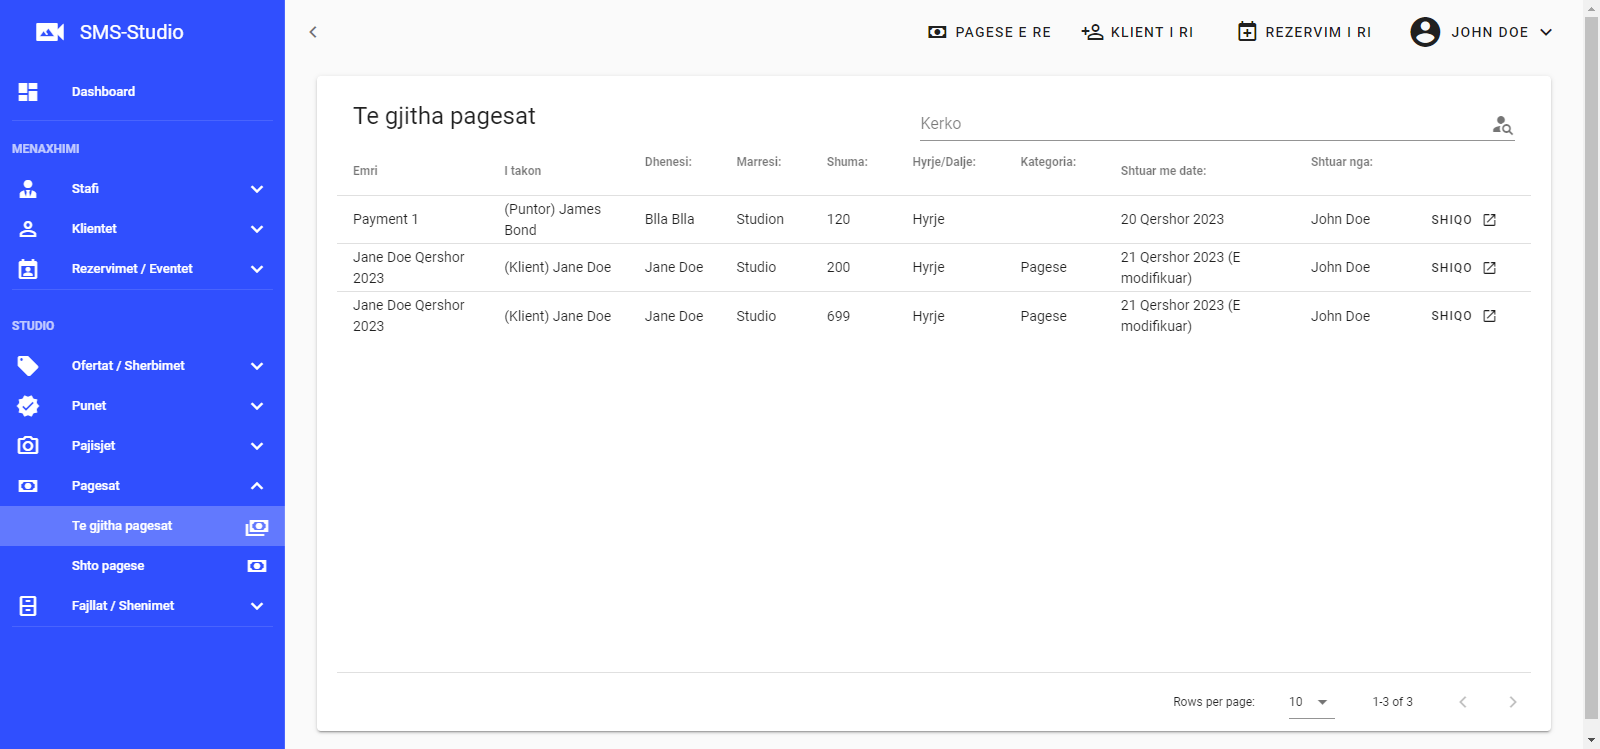 SMS-Studio
Dashboard
MENAXHIMI
Stafi
Klientet
Rezervimet / Eventet
STUDIO
Ofertat / Sherbimet
Punet
Pajisjet
Pagesat
Te gjitha pagesat
Shto pagese
Fajllat / Shenimet
PAGESE E RE KLIENT I RI REZERVIM I RI JOHN DOE
Te gjitha pagesat
Kerko
Emri I takon Dhenesi: Marresi: Shuma: Hyrje/Dalje: Kategoria: Shtuar me date: Shtuar nga:
Payment 1 (Puntor) James Blla Blla Studion 120 Hyrje 20 Qershor 2023 John Doe SHIQO
Bond
Jane Doe Qershor (Klient) Jane Doe Jane Doe Studio 200 Hyrje Pagese 21 Qershor 2023 (E John Doe SHIQO
2023 modifikuar)
Jane Doe Qershor (Klient) Jane Doe Jane Doe Studio 699 Hyrje Pagese 21 Qershor 2023 (E John Doe SHIQO
2023 modifikuar)
Rows per page: 10 1-3 of 3